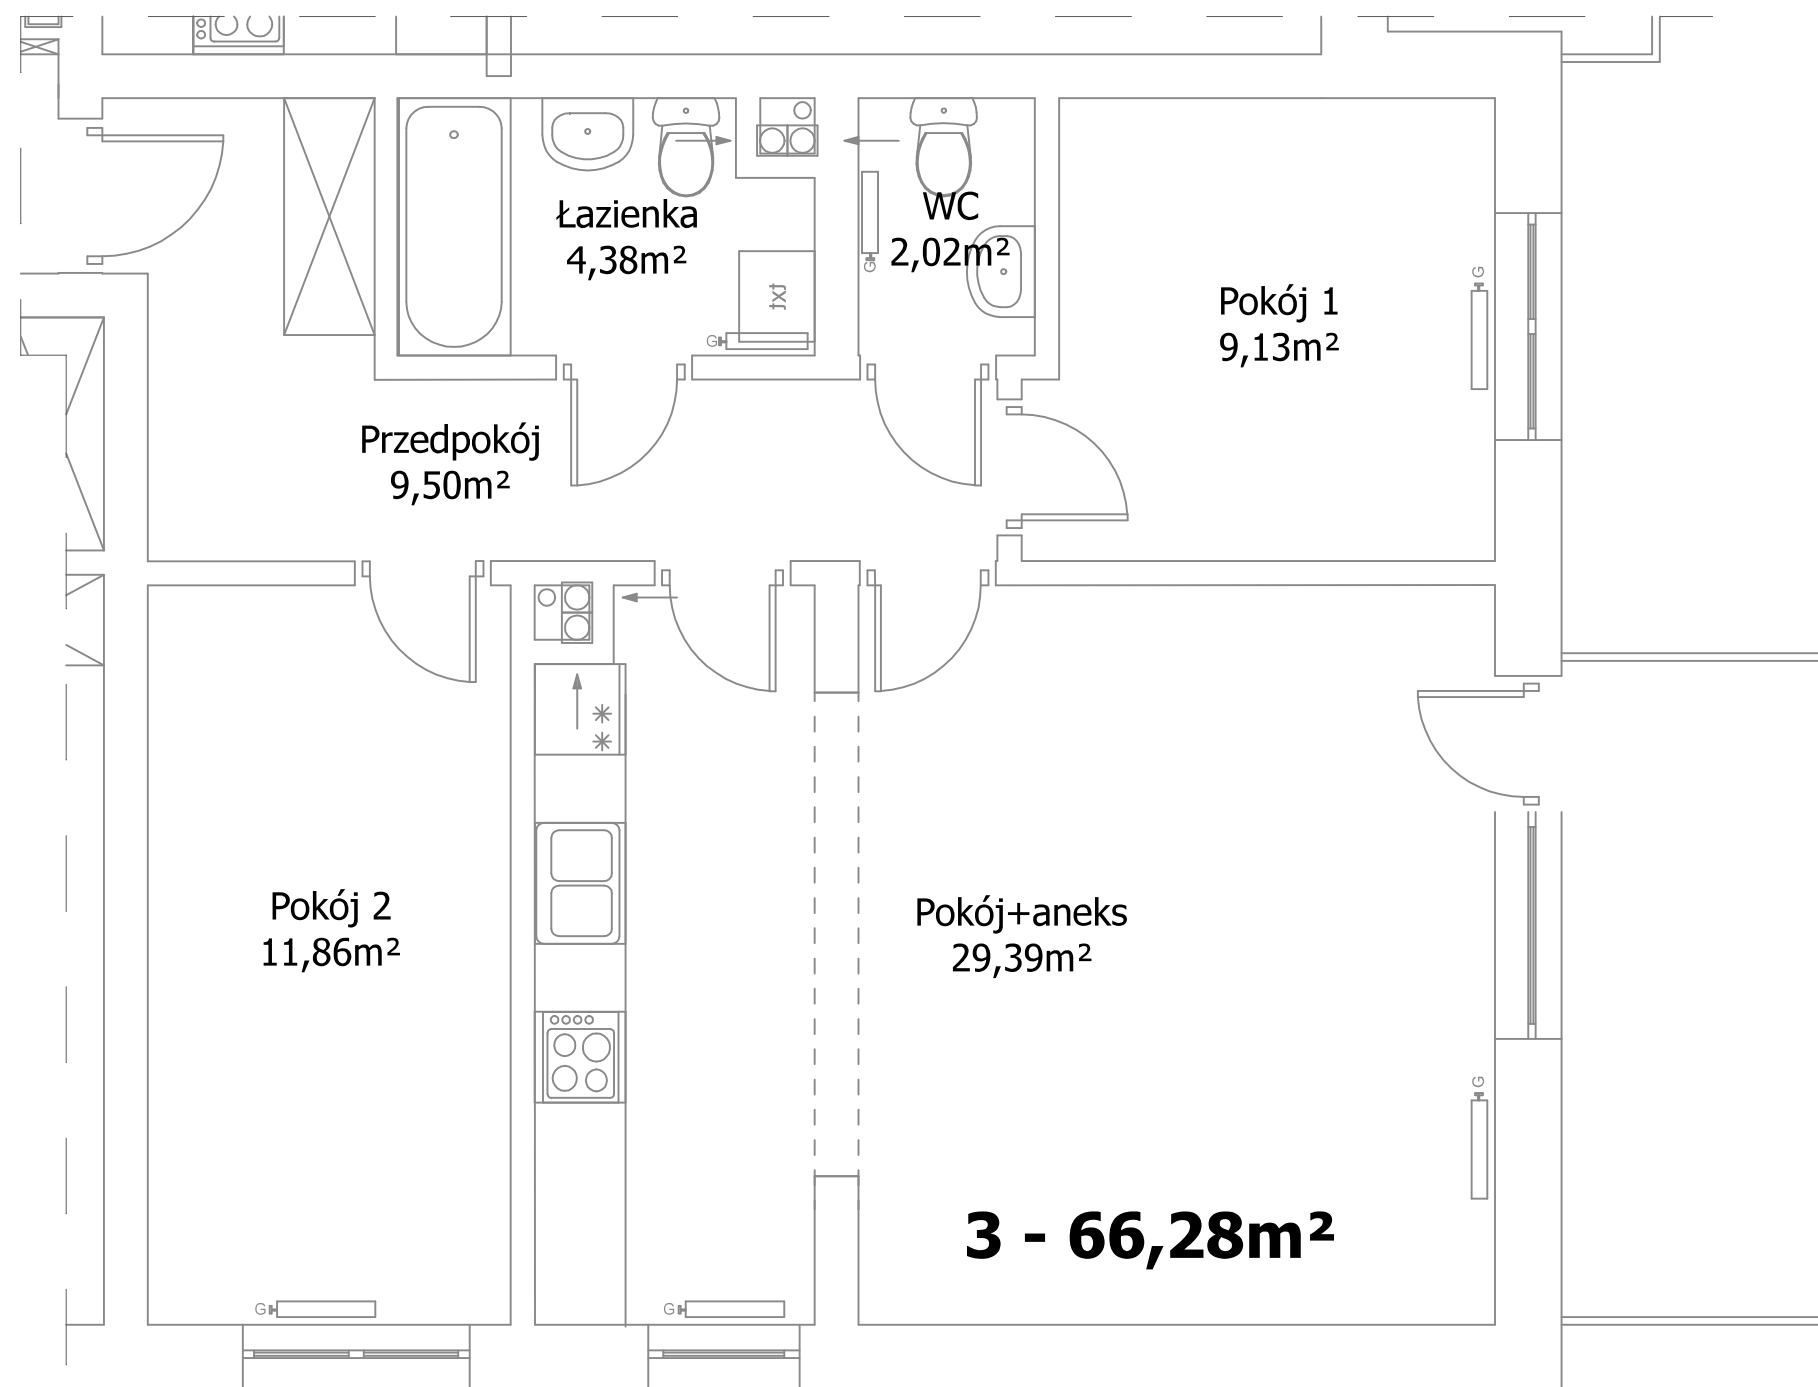 Łazienka
4,38m²
WC
2,02m²
G
G
G
Pokój 1
9,13m²
Przedpokój
9,50m²
Pokój 2
11,86m²
Pokój+aneks
29,39m²
G
3 - 66,28m²
G
G